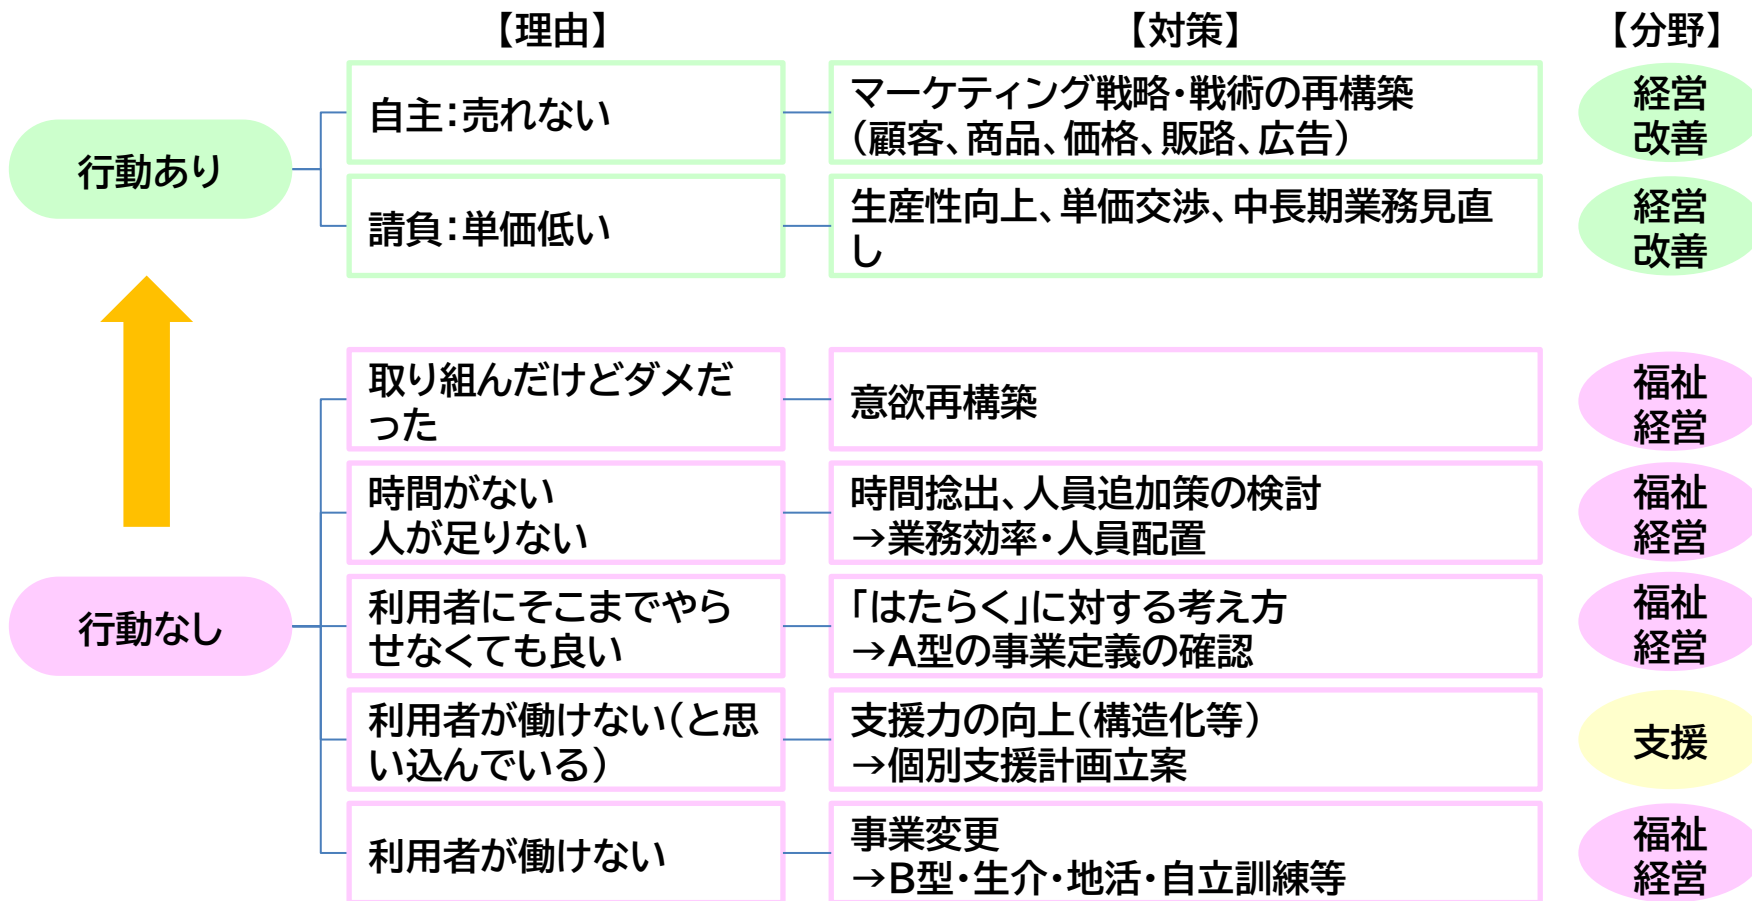 【理由】
【対策】
【分野】
行動あり
自主：売れない
マーケティング戦略・戦術の再構築
（顧客、商品、価格、販路、広告）
経営
改善
請負：単価低い
生産性向上、単価交渉、中長期業務見直
し
経営
改善
行動なし
取り組んだけどダメだ
った
意欲再構築
福祉
経営
時間がない
人が足りない
時間捻出、人員追加策の検討
→業務効率・人員配置
福祉
経営
利用者にそこまでやら
せなくても良い
「はたらく」に対する考え方
→A型の事業定義の確認
福祉
経営
利用者が働けない（と思
い込んでいる）
支援力の向上（構造化等）
→個別支援計画立案
支援
利用者が働けない
事業変更
→B型・生介・地活・自立訓練等
福祉
経営